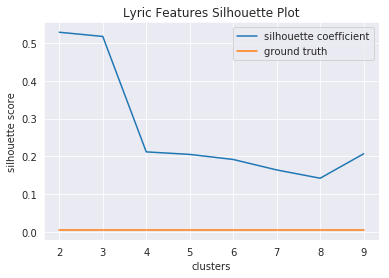 Lyric Features Silhouette Plot
silhouette coefficient
ground truth
silhouette score
0.5
0.4
0.3
0.2
0.1
0.0
2 3 4 5 6 7 8 9
clusters